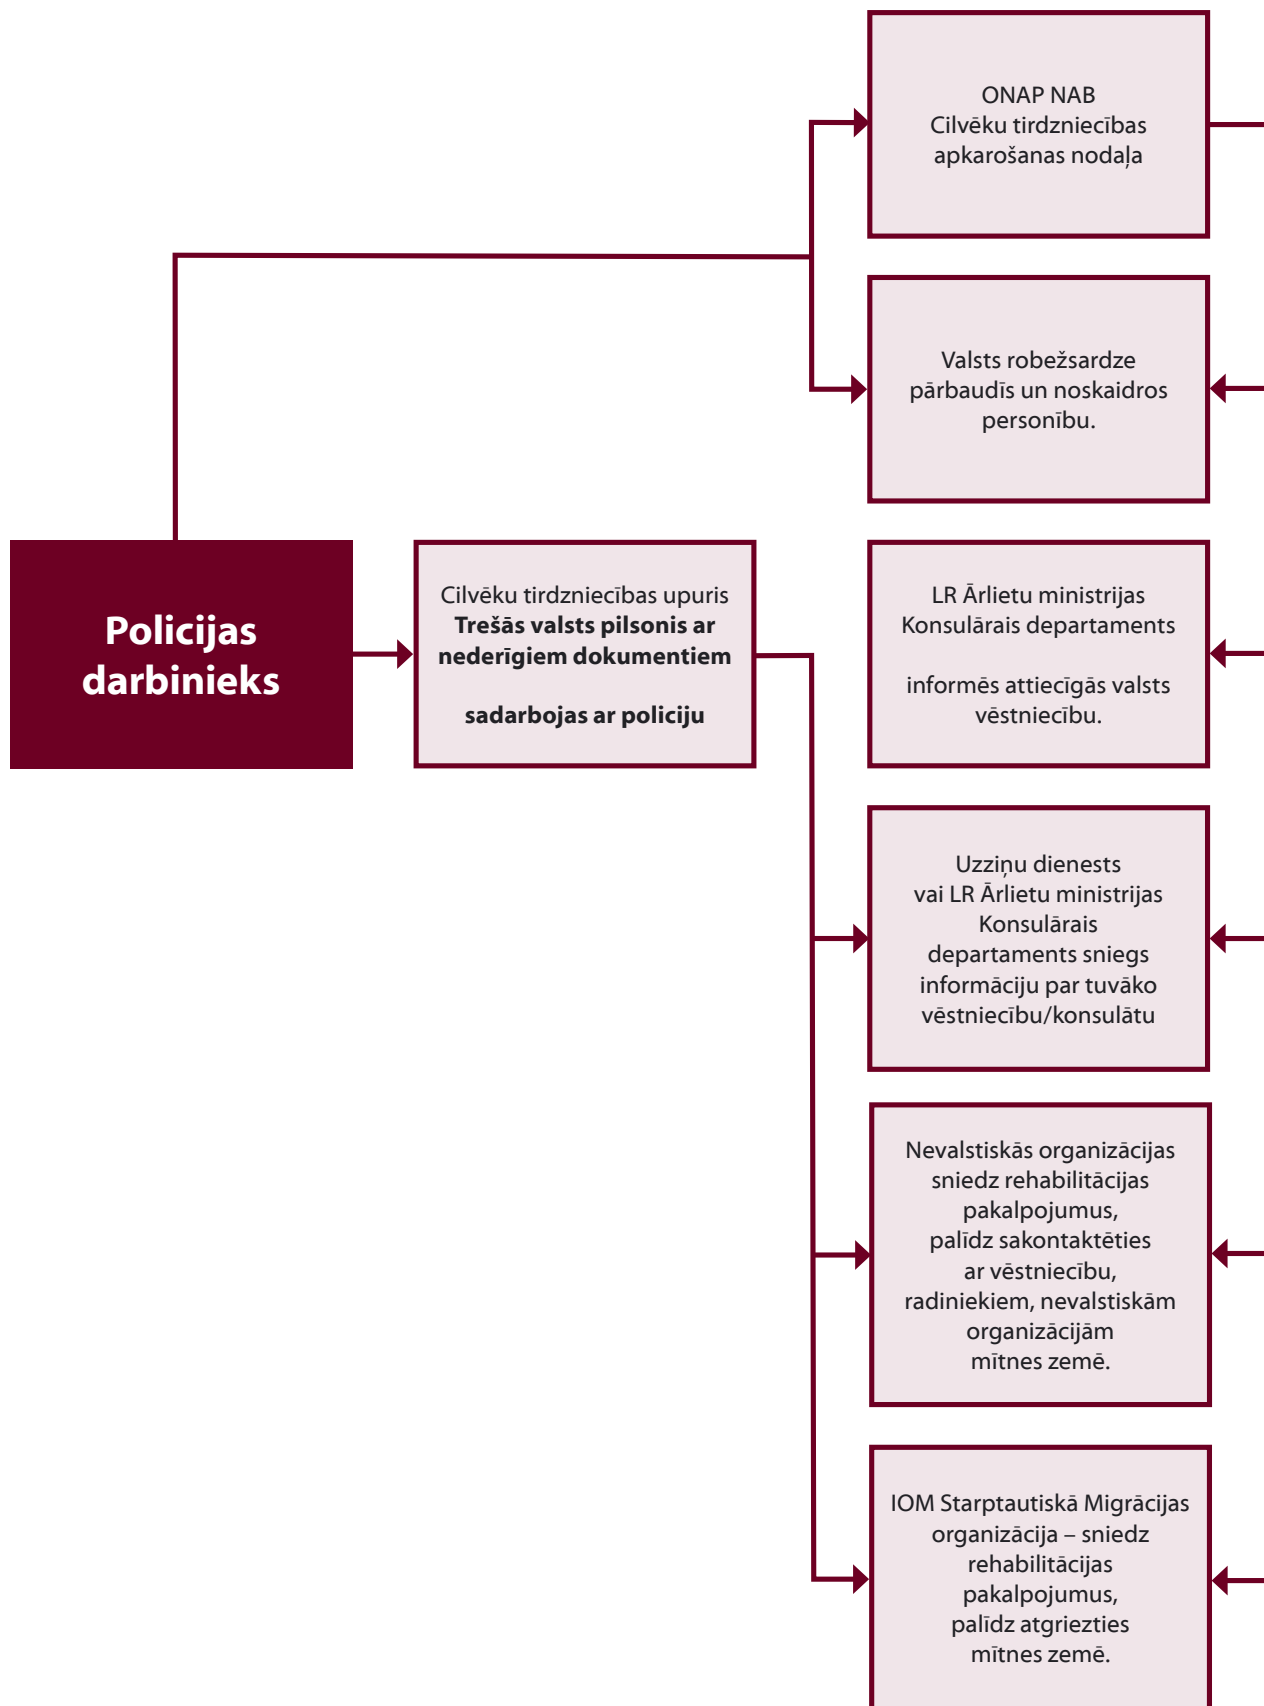 ONAP NAB
Cilvēku tirdzniecības
apkarošanas nodaļa
Valsts robežsardze
pārbaudīs un noskaidros
personību.
Policijas
darbinieks
Cilvēku tirdzniecības upuris
Trešās valsts pilsonis ar
nederīgiem dokumentiem
sadarbojas ar policiju
LR Ārlietu ministrijas
Konsulārais departaments
informēs attiecīgās valsts
vēstniecību.
Uzziņu dienests
vai LR Ārlietu ministrijas
Konsulārais
departaments sniegs
informāciju par tuvāko
vēstniecību/konsulātu
Nevalstiskās organizācijas
sniedz rehabilitācijas
pakalpojumus,
palīdz sakontaktēties
ar vēstniecību,
radiniekiem, nevalstiskām
organizācijām
mītnes zemē.
IOM Starptautiskā Migrācijas
organizācija – sniedz
rehabilitācijas
pakalpojumus,
palīdz atgriezties
mītnes zemē.